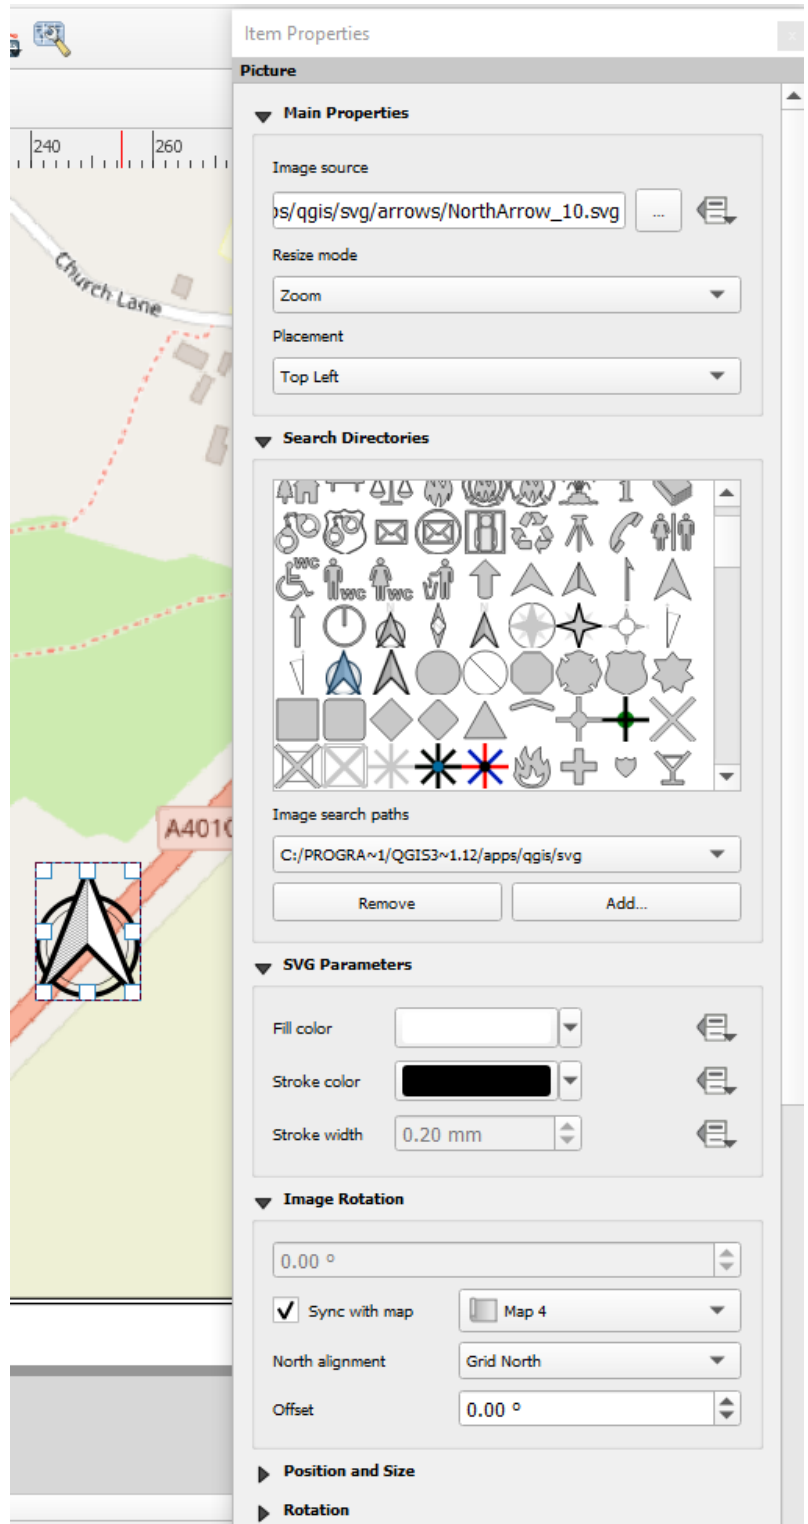 Item Properties
x
Picture
Main Properties
240
260
Image source
os/qgis/svg/arrows/NorthArrow_10.svg
...
Resize mode
Zoom
Church Lane
Placement
Top Left
Search Directories
WC
WC
WC
N
N
Image search paths
A401
C:/PROGRA~1/QGIS3~1.12/apps/qgis/svg
Remove
Add...
SVG Parameters
Fill color
Stroke color
Stroke width
0.20 mm
Image Rotation
0.00 °
Sync with map
Map 4
North alignment
Grid North
Offset
0.00 °
Position and Size
Rotation